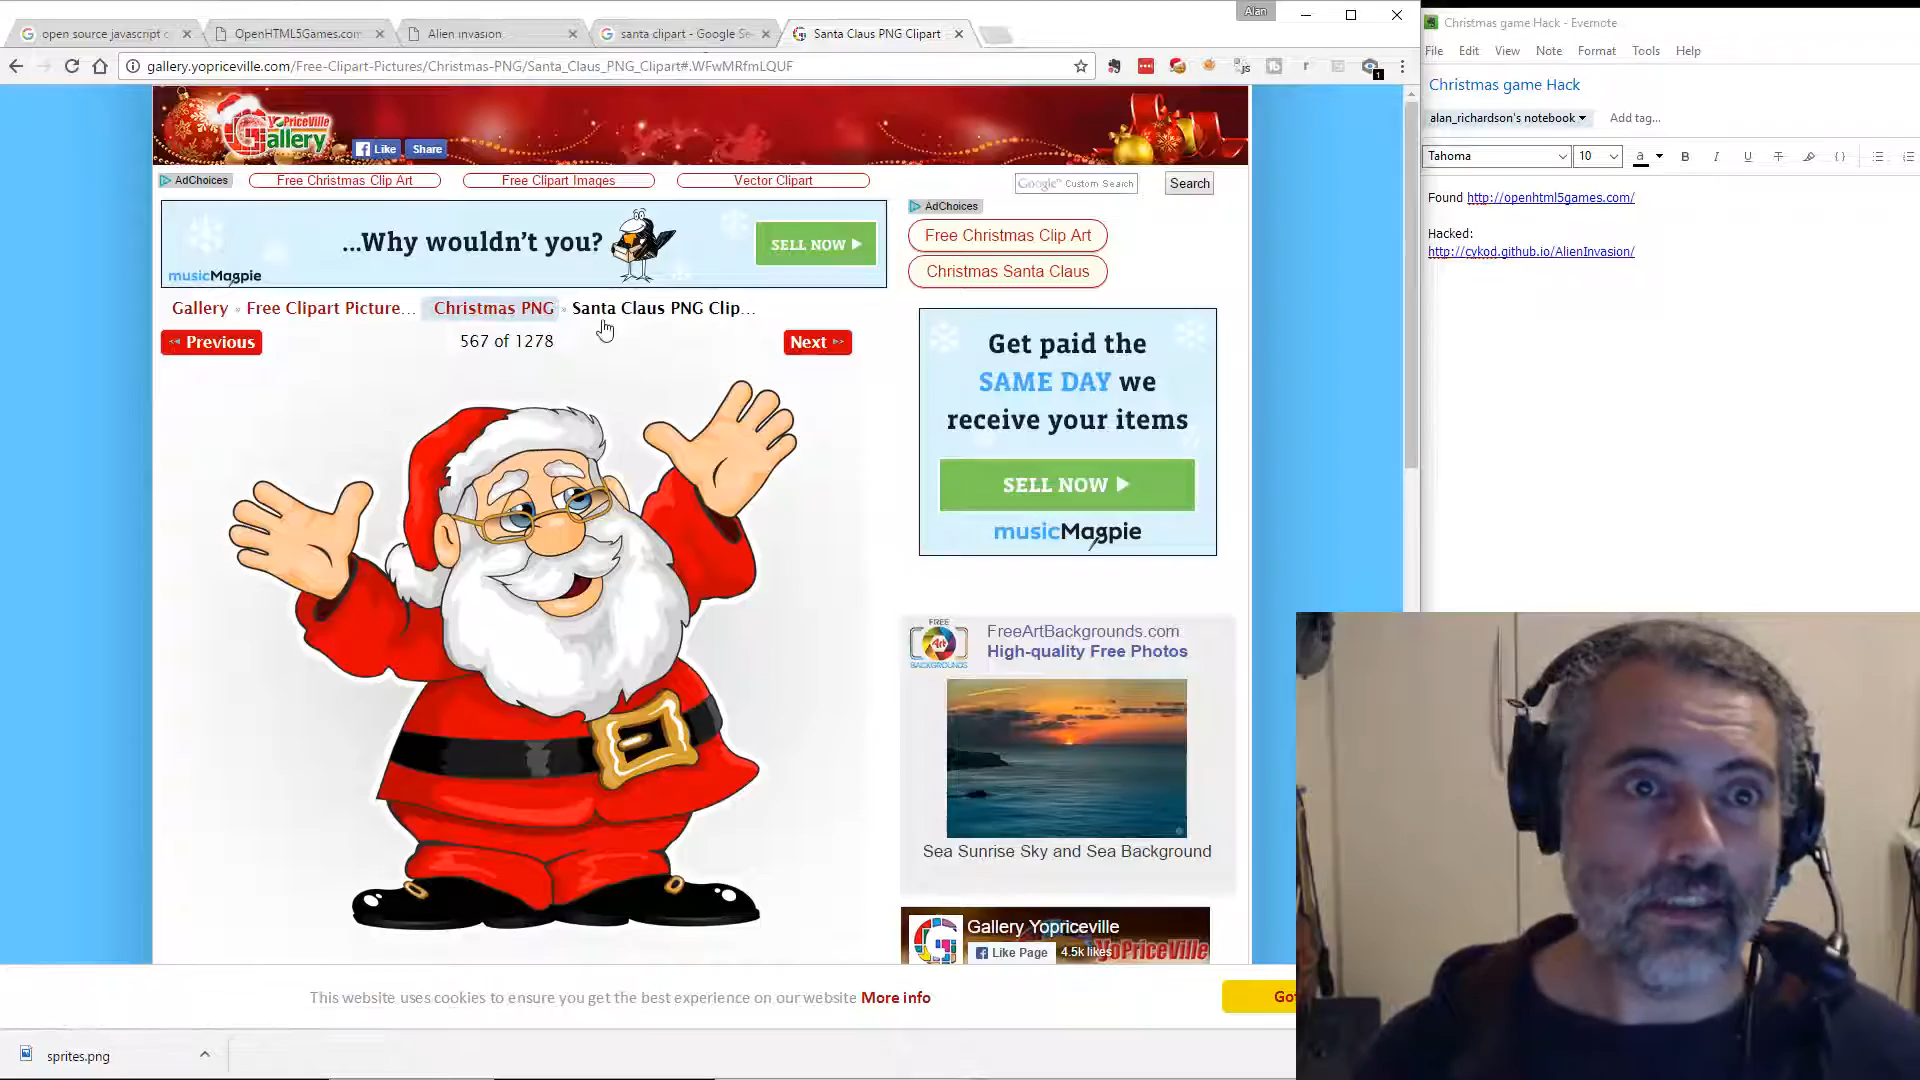 Alan
open source javascript c
OpenHTML5Games.com
Alien invasion
santa clipart - Google Se
Santa Claus PNG Clipart
gallery.yopriceville.com/Free-Clipart-Pictures/Christmas-PNG/Santa_Claus_PNG_Clipart#.WFwMRfmLQUF
YoPriceVille
Gallery
Like
Share
AdChoices
Free Christmas Clip Art
Free Clipart Images
Vector Clipart
Google Custom Search
Search
...Why wouldn't you?
SELL NOW
musicMagpie
AdChoices
Free Christmas Clip Art
Christmas Santa Claus
Gallery » Free Clipart Picture... Christmas PNG » Santa Claus PNG Clip...
Previous
567 of 1278
Next
Get paid the
SAME DAY we
receive your items
SELL NOW
musicMagpie
FREE
Art
BACKGROUNDS
FreeArtBackgrounds.com
High-quality Free Photos
Sea Sunrise Sky and Sea Background
Gallery Yopriceville
Like Page
4.5k likes
YoPriceVille
This website uses cookies to ensure you get the best experience on our website More info
Go
sprites.png
Christmas game Hack - Evernote
File Edit View Note Format Tools Help
Christmas game Hack
alan_richardson's notebook
Add tag...
Tahoma
10
a
B
I
U
T
{}
Found http://openhtml5games.com/
Hacked:
http://cykod.github.io/AlienInvasion/